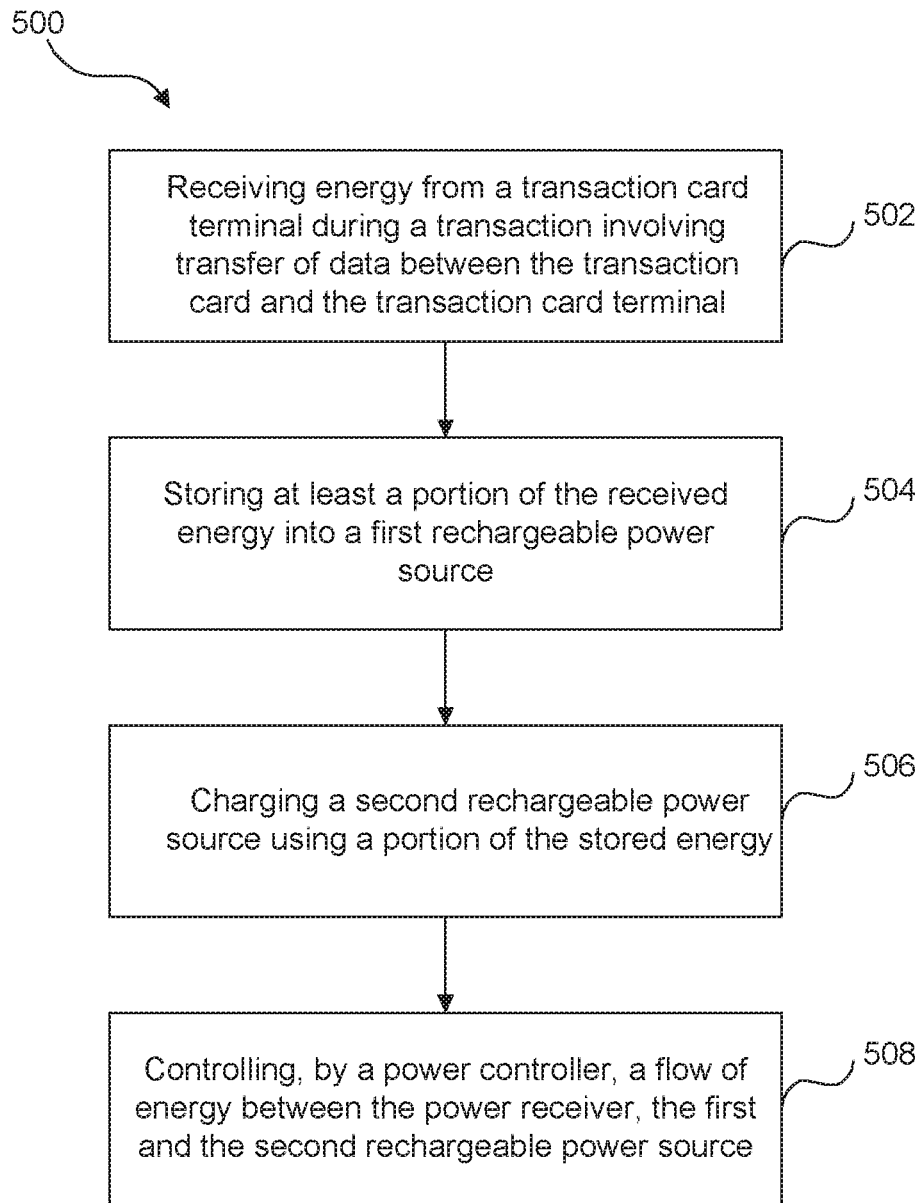 500
Receiving energy from a transaction card
terminal during a transaction involving
transfer of data between the transaction
card and the transaction card terminal
502
Storing at least a portion of the received
energy into a first rechargeable power
source
504
Charging a second rechargeable power
source using a portion of the stored energy
506
Controlling, by a power controller, a flow of
energy between the power receiver, the first
and the second rechargeable power source
508